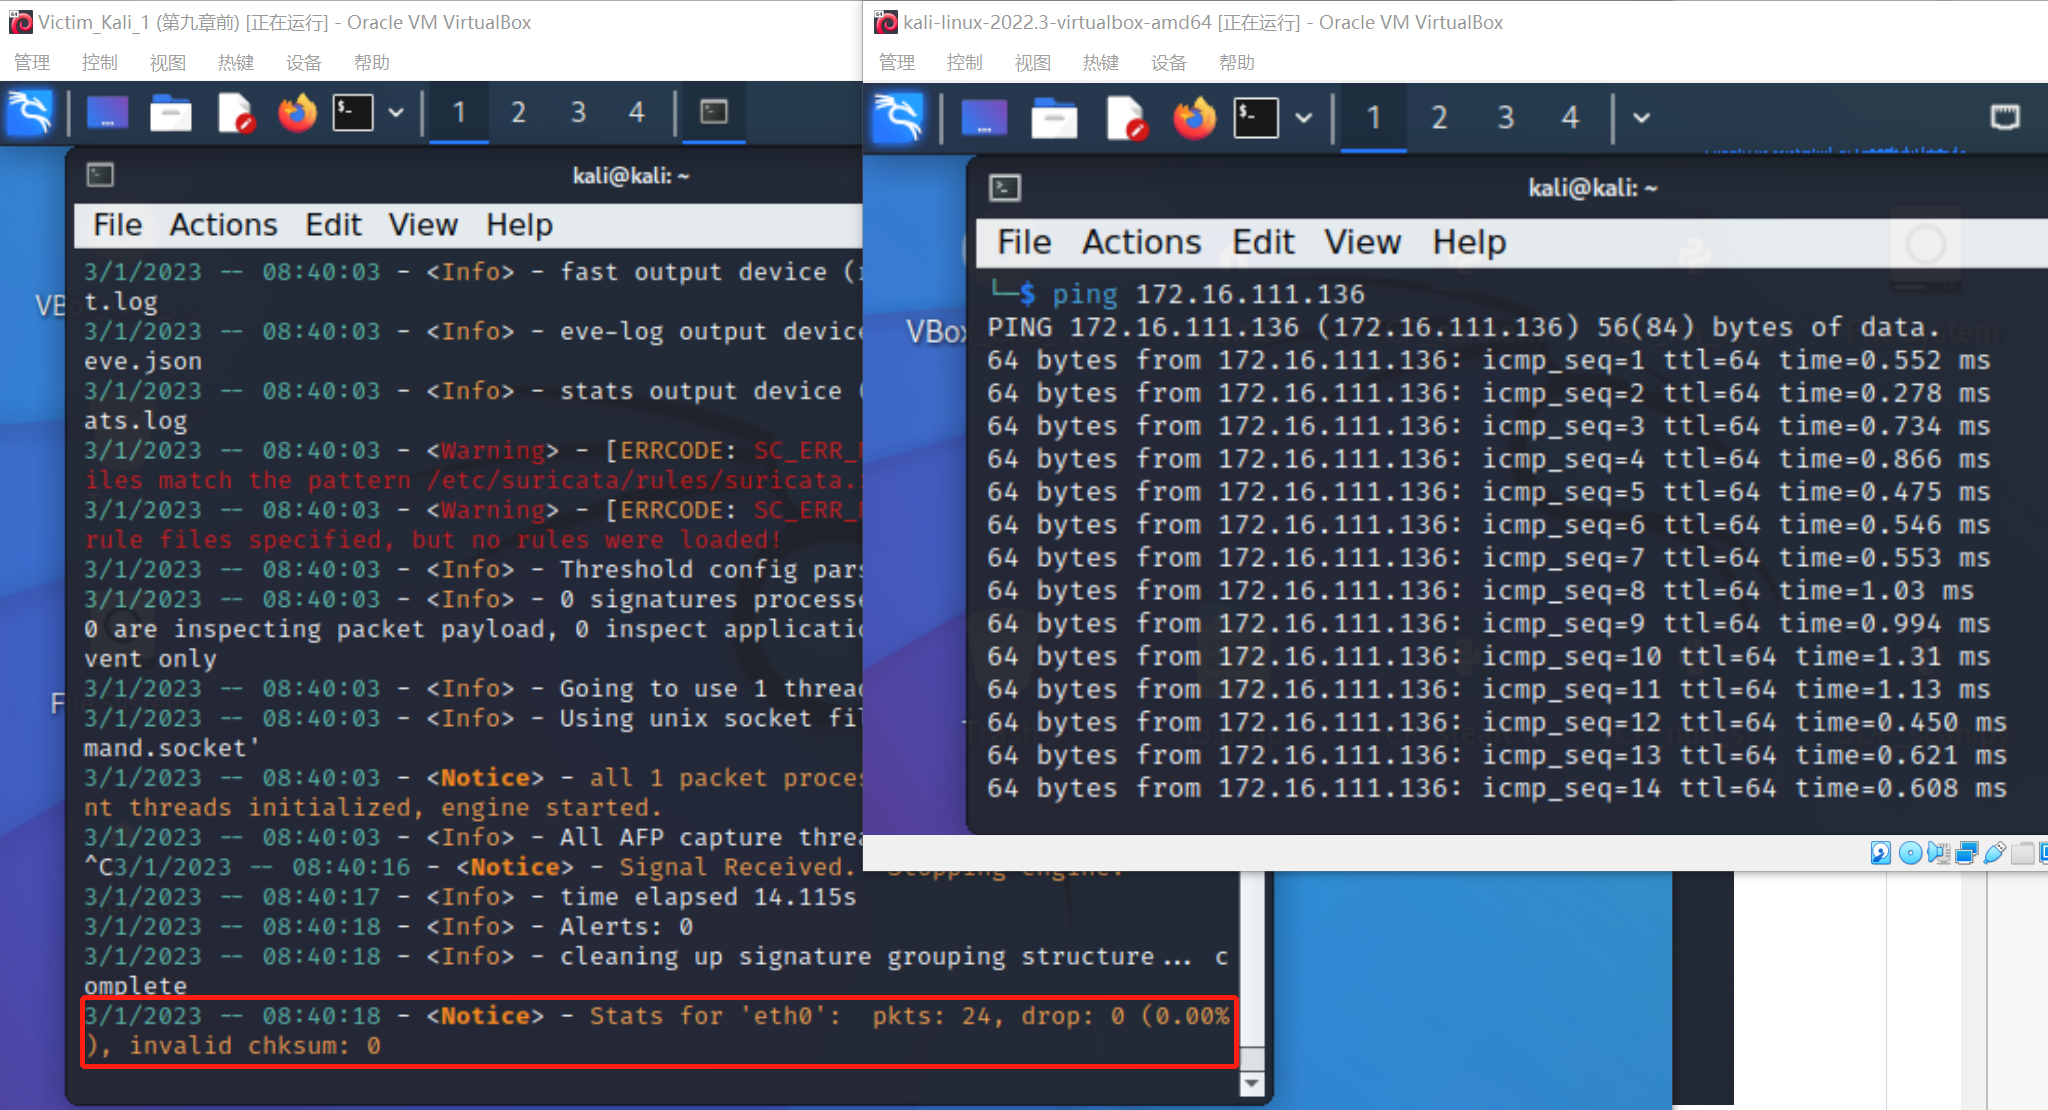 Victim_Kali_1 (第九章前) [正在运行] - Oracle VM VirtualBox
管理 控制 视图 热键 设备 帮助
1 2 3 4
kali@kali: ~
File Actions Edit View Help
3/1/2023 -- 08:40:03 - <Info> - fast output device (
t.log
3/1/2023 -- 08:40:03 - <Info> - eve-log output device
eve.json
3/1/2023 -- 08:40:03 - <Info> - stats output device (
ats.log
3/1/2023 -- 08:40:03 - <Warning> - [ERRCODE: SC_ERR_
iles match the pattern /etc/suricata/rules/suricata.
3/1/2023 -- 08:40:03 - <Warning> - [ERRCODE: SC_ERR_
rule files specified, but no rules were loaded!
3/1/2023 -- 08:40:03 - <Info> - Threshold config pars
3/1/2023 -- 08:40:03 - <Info> - 0 signatures processe
0 are inspecting packet payload, 0 inspect applicatio
vent only
3/1/2023 -- 08:40:03 - <Info> - Going to use 1 thread
3/1/2023 -- 08:40:03 - <Info> - Using unix socket fil
mand.socket'
3/1/2023 -- 08:40:03 - <Notice> - all 1 packet proces
nt threads initialized, engine started.
3/1/2023 -- 08:40:03 - <Info> - All AFP capture threa
^C3/1/2023 -- 08:40:16 - <Notice> - Signal Received.  Stopping engine.
3/1/2023 -- 08:40:17 - <Info> - time elapsed 14.115s
3/1/2023 -- 08:40:18 - <Info> - Alerts: 0
3/1/2023 -- 08:40:18 - <Info> - cleaning up signature grouping structure... c
omplete
3/1/2023 -- 08:40:18 - <Notice> - Stats for 'eth0':  pkts: 24, drop: 0 (0.00%
), invalid chksum: 0
kali-linux-2022.3-virtualbox-amd64 [正在运行] - Oracle VM VirtualBox
管理 控制 视图 热键 设备 帮助
1 2 3 4
kali@kali: ~
File Actions Edit View Help
└─$ ping 172.16.111.136
PING 172.16.111.136 (172.16.111.136) 56(84) bytes of data.
64 bytes from 172.16.111.136: icmp_seq=1 ttl=64 time=0.552 ms
64 bytes from 172.16.111.136: icmp_seq=2 ttl=64 time=0.278 ms
64 bytes from 172.16.111.136: icmp_seq=3 ttl=64 time=0.734 ms
64 bytes from 172.16.111.136: icmp_seq=4 ttl=64 time=0.866 ms
64 bytes from 172.16.111.136: icmp_seq=5 ttl=64 time=0.475 ms
64 bytes from 172.16.111.136: icmp_seq=6 ttl=64 time=0.546 ms
64 bytes from 172.16.111.136: icmp_seq=7 ttl=64 time=0.553 ms
64 bytes from 172.16.111.136: icmp_seq=8 ttl=64 time=1.03 ms
64 bytes from 172.16.111.136: icmp_seq=9 ttl=64 time=0.994 ms
64 bytes from 172.16.111.136: icmp_seq=10 ttl=64 time=1.31 ms
64 bytes from 172.16.111.136: icmp_seq=11 ttl=64 time=1.13 ms
64 bytes from 172.16.111.136: icmp_seq=12 ttl=64 time=0.450 ms
64 bytes from 172.16.111.136: icmp_seq=13 ttl=64 time=0.621 ms
64 bytes from 172.16.111.136: icmp_seq=14 ttl=64 time=0.608 ms